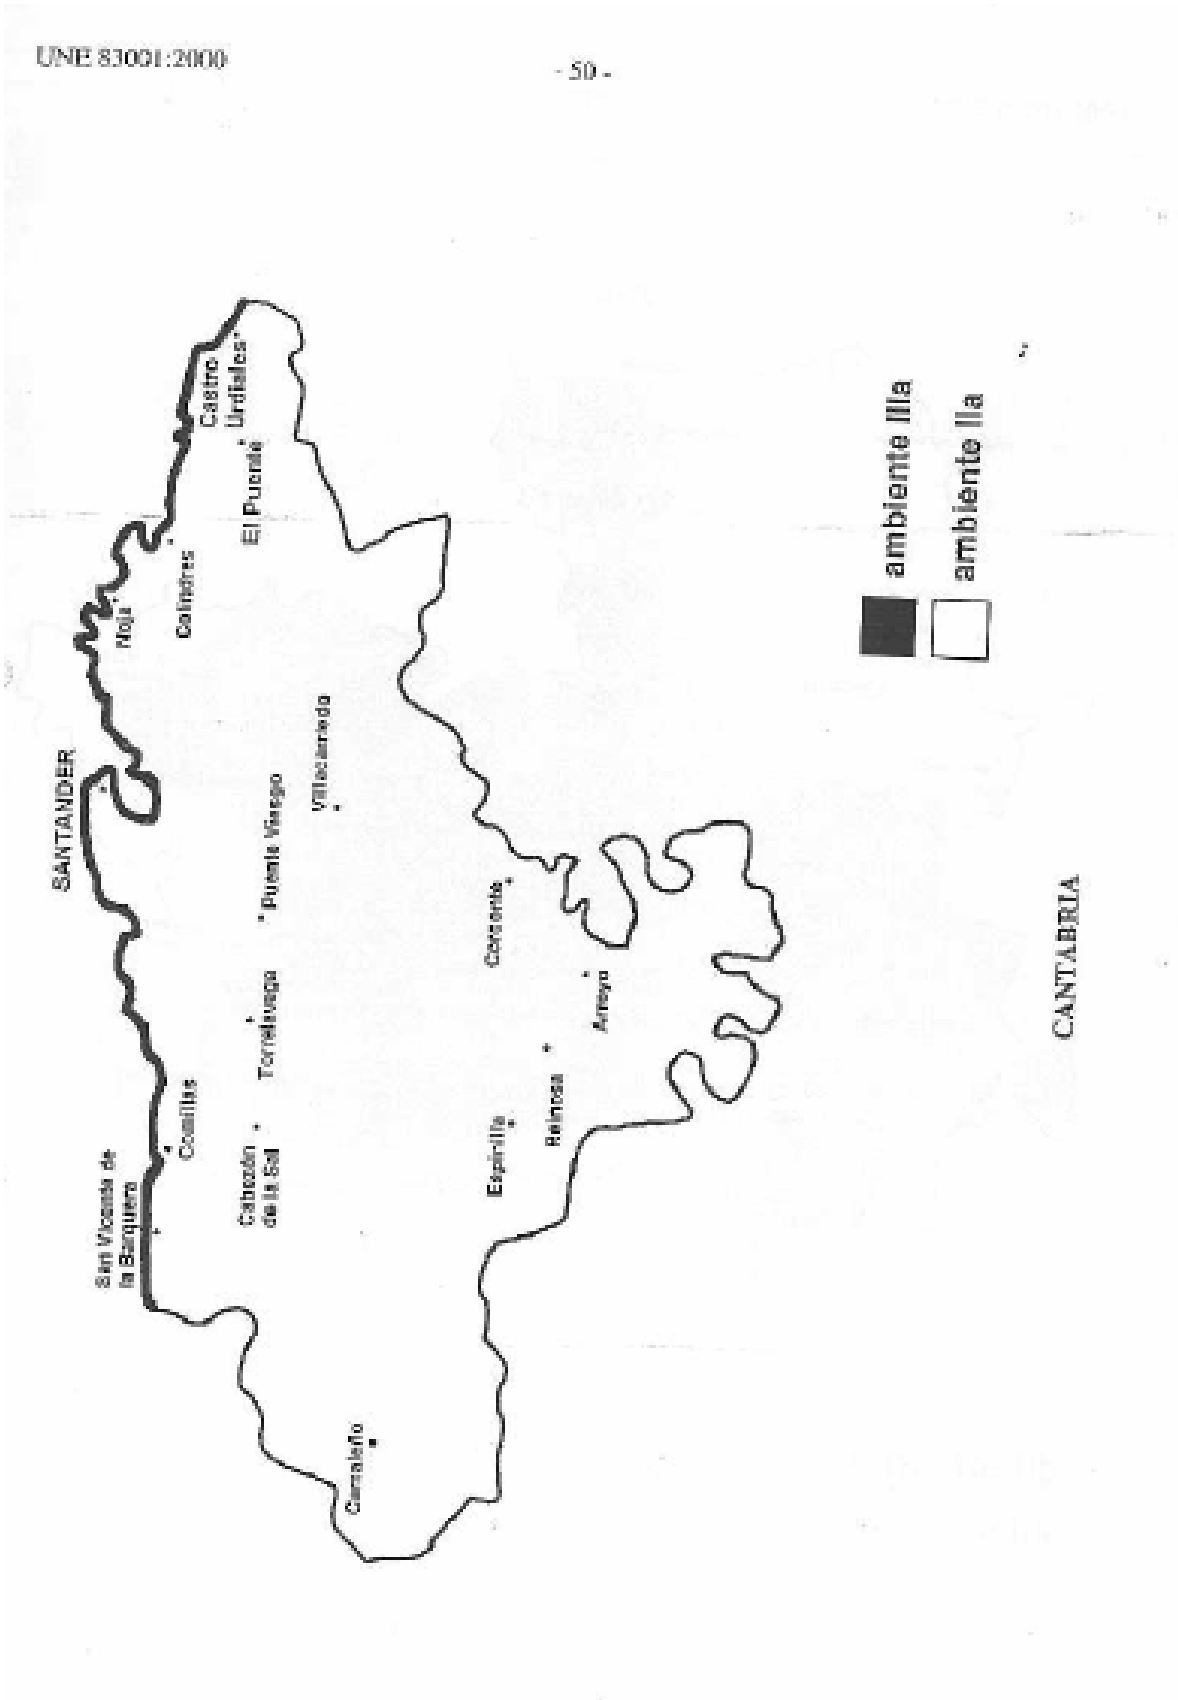 UNE 83001:2000
- 50 -
SANTANDER
San Vicente de
la Barquera
Comillas
Noja
Colindres
Castro
Urdiales
El Puente
Cabezón
de la Sal
Torrelavega
Puente Viesgo
Villacarriedo
Camaleño
Espinilla
Reinosa
Corconte
Arroyo
ambiente IIIa
ambiente IIa
CANTABRIA